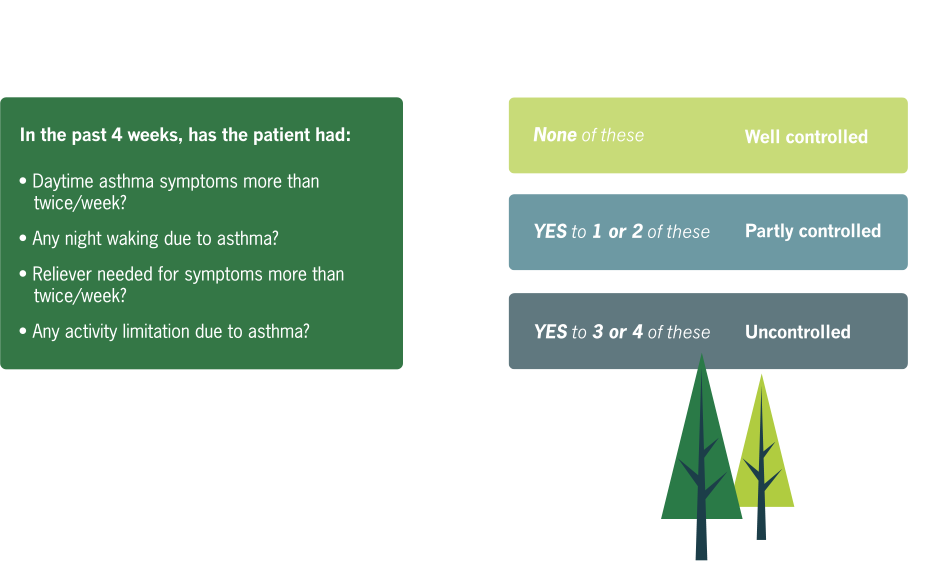 In the past 4 weeks, has the patient had:
• Daytime asthma symptoms more than
twice/week?
• Any night waking due to asthma?
• Reliever needed for symptoms more than
twice/week?
• Any activity limitation due to asthma?
None of these Well controlled
YES to 1 or 2 of these Partly controlled
YES to 3 or 4 of these Uncontrolled